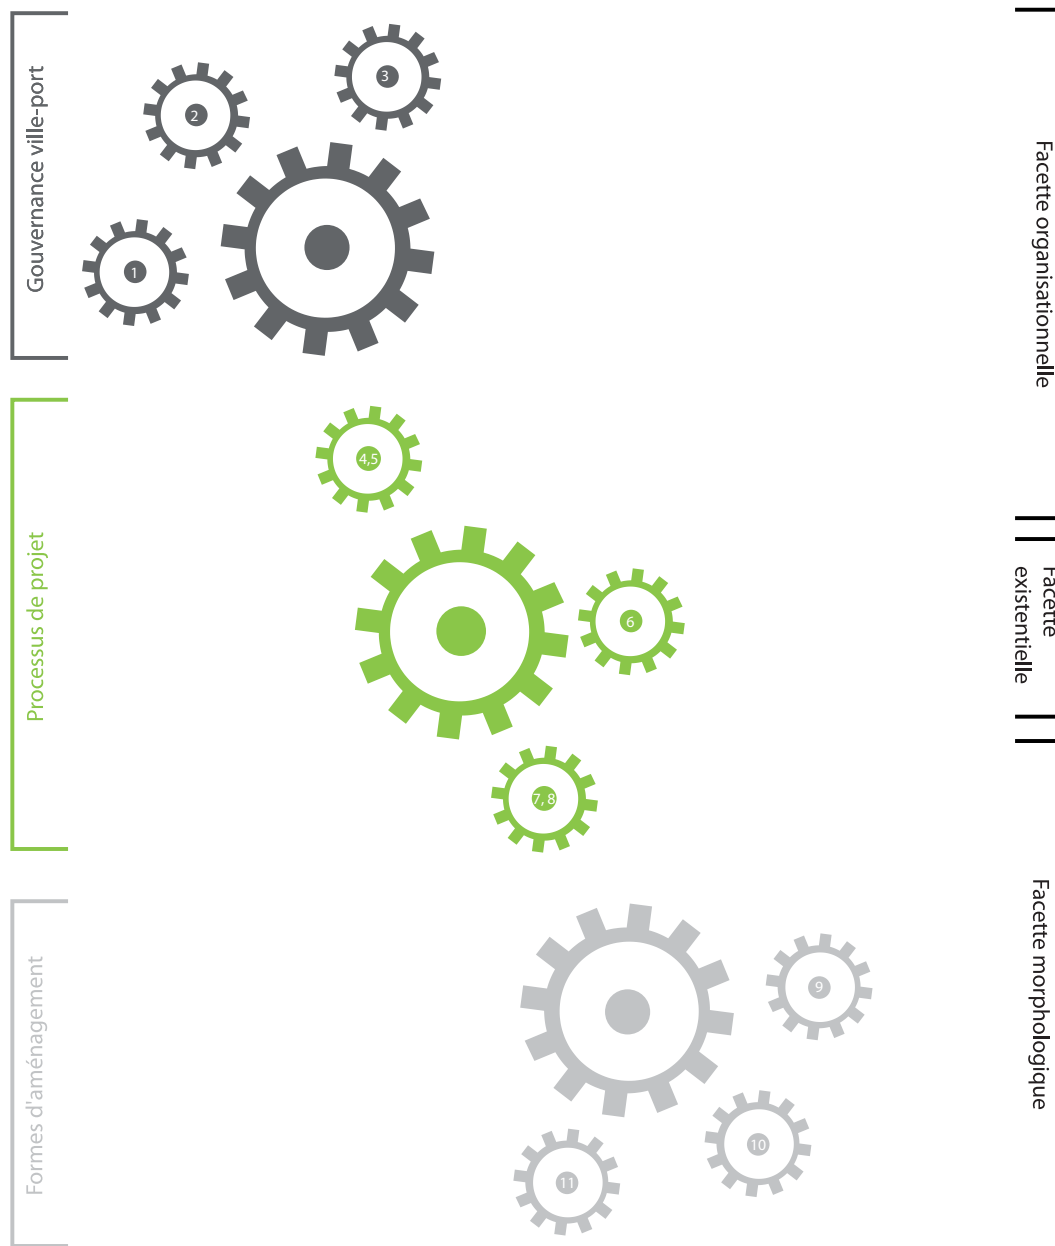 Gouvernance ville-port
3
2
1
Facette organisationnelle
Processus de projet
4,5
6
7, 8
Facette
existentielle
Formes d'aménagement
9
10
11
Facette morphologique